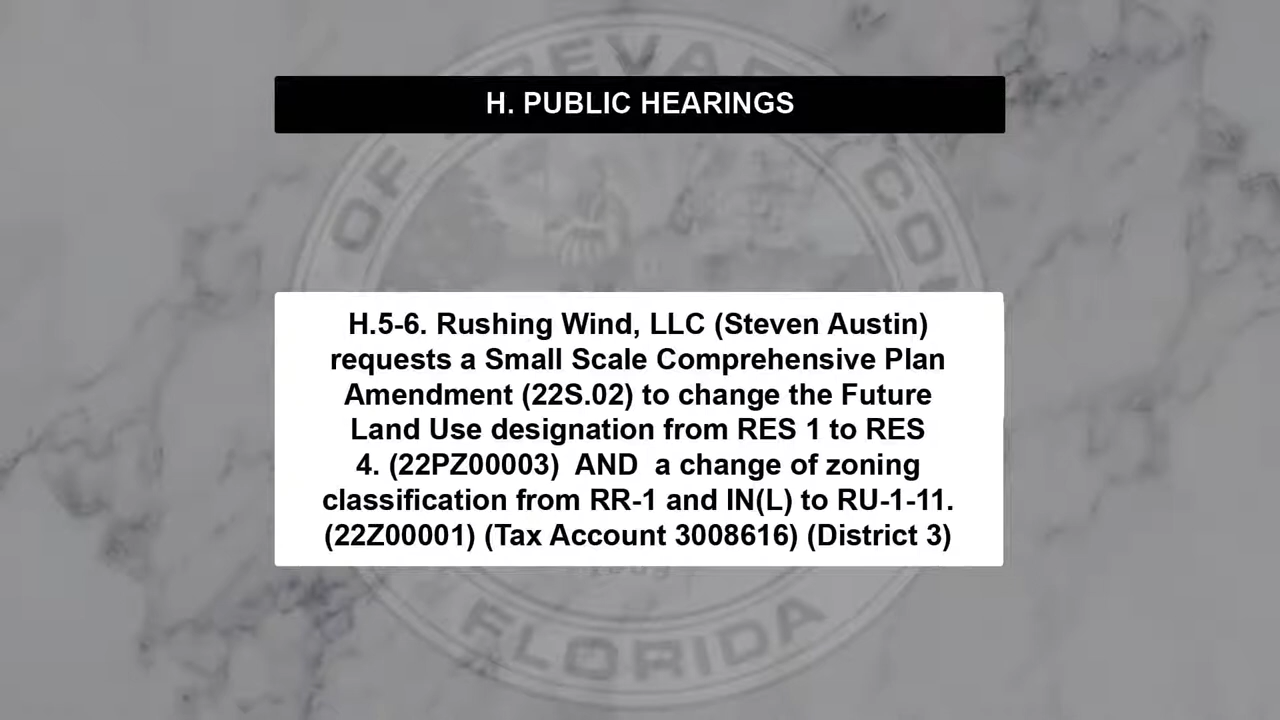 H. PUBLIC HEARINGS
H.5-6. Rushing Wind, LLC (Steven Austin)
requests a Small Scale Comprehensive Plan
Amendment (22S.02) to change the Future
Land Use designation from RES 1 to RES
4. (22PZ00003)  AND  a change of zoning
classification from RR-1 and IN(L) to RU-1-11.
(22Z00001) (Tax Account 3008616) (District 3)
OF
FLORIDA